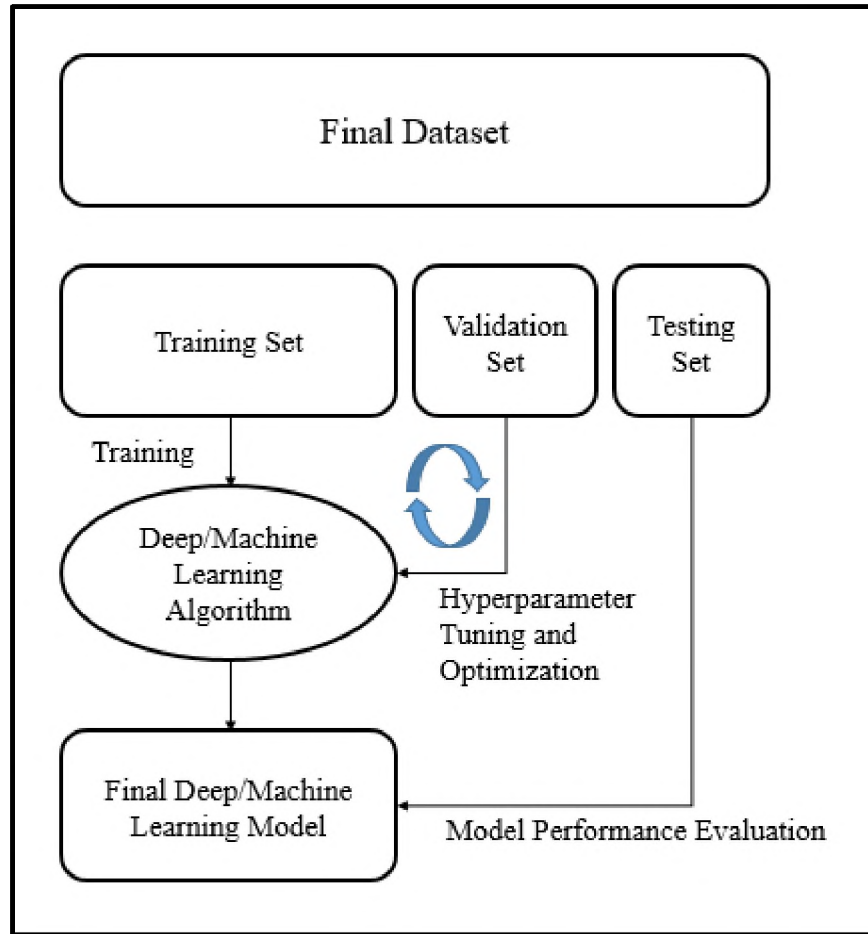 Final Dataset
Training Set
Validation
Set
Testing
Set
Training
Deep/Machine
Learning
Algorithm
Hyperparameter
Tuning and
Optimization
Final Deep/Machine
Learning Model
Model Performance Evaluation